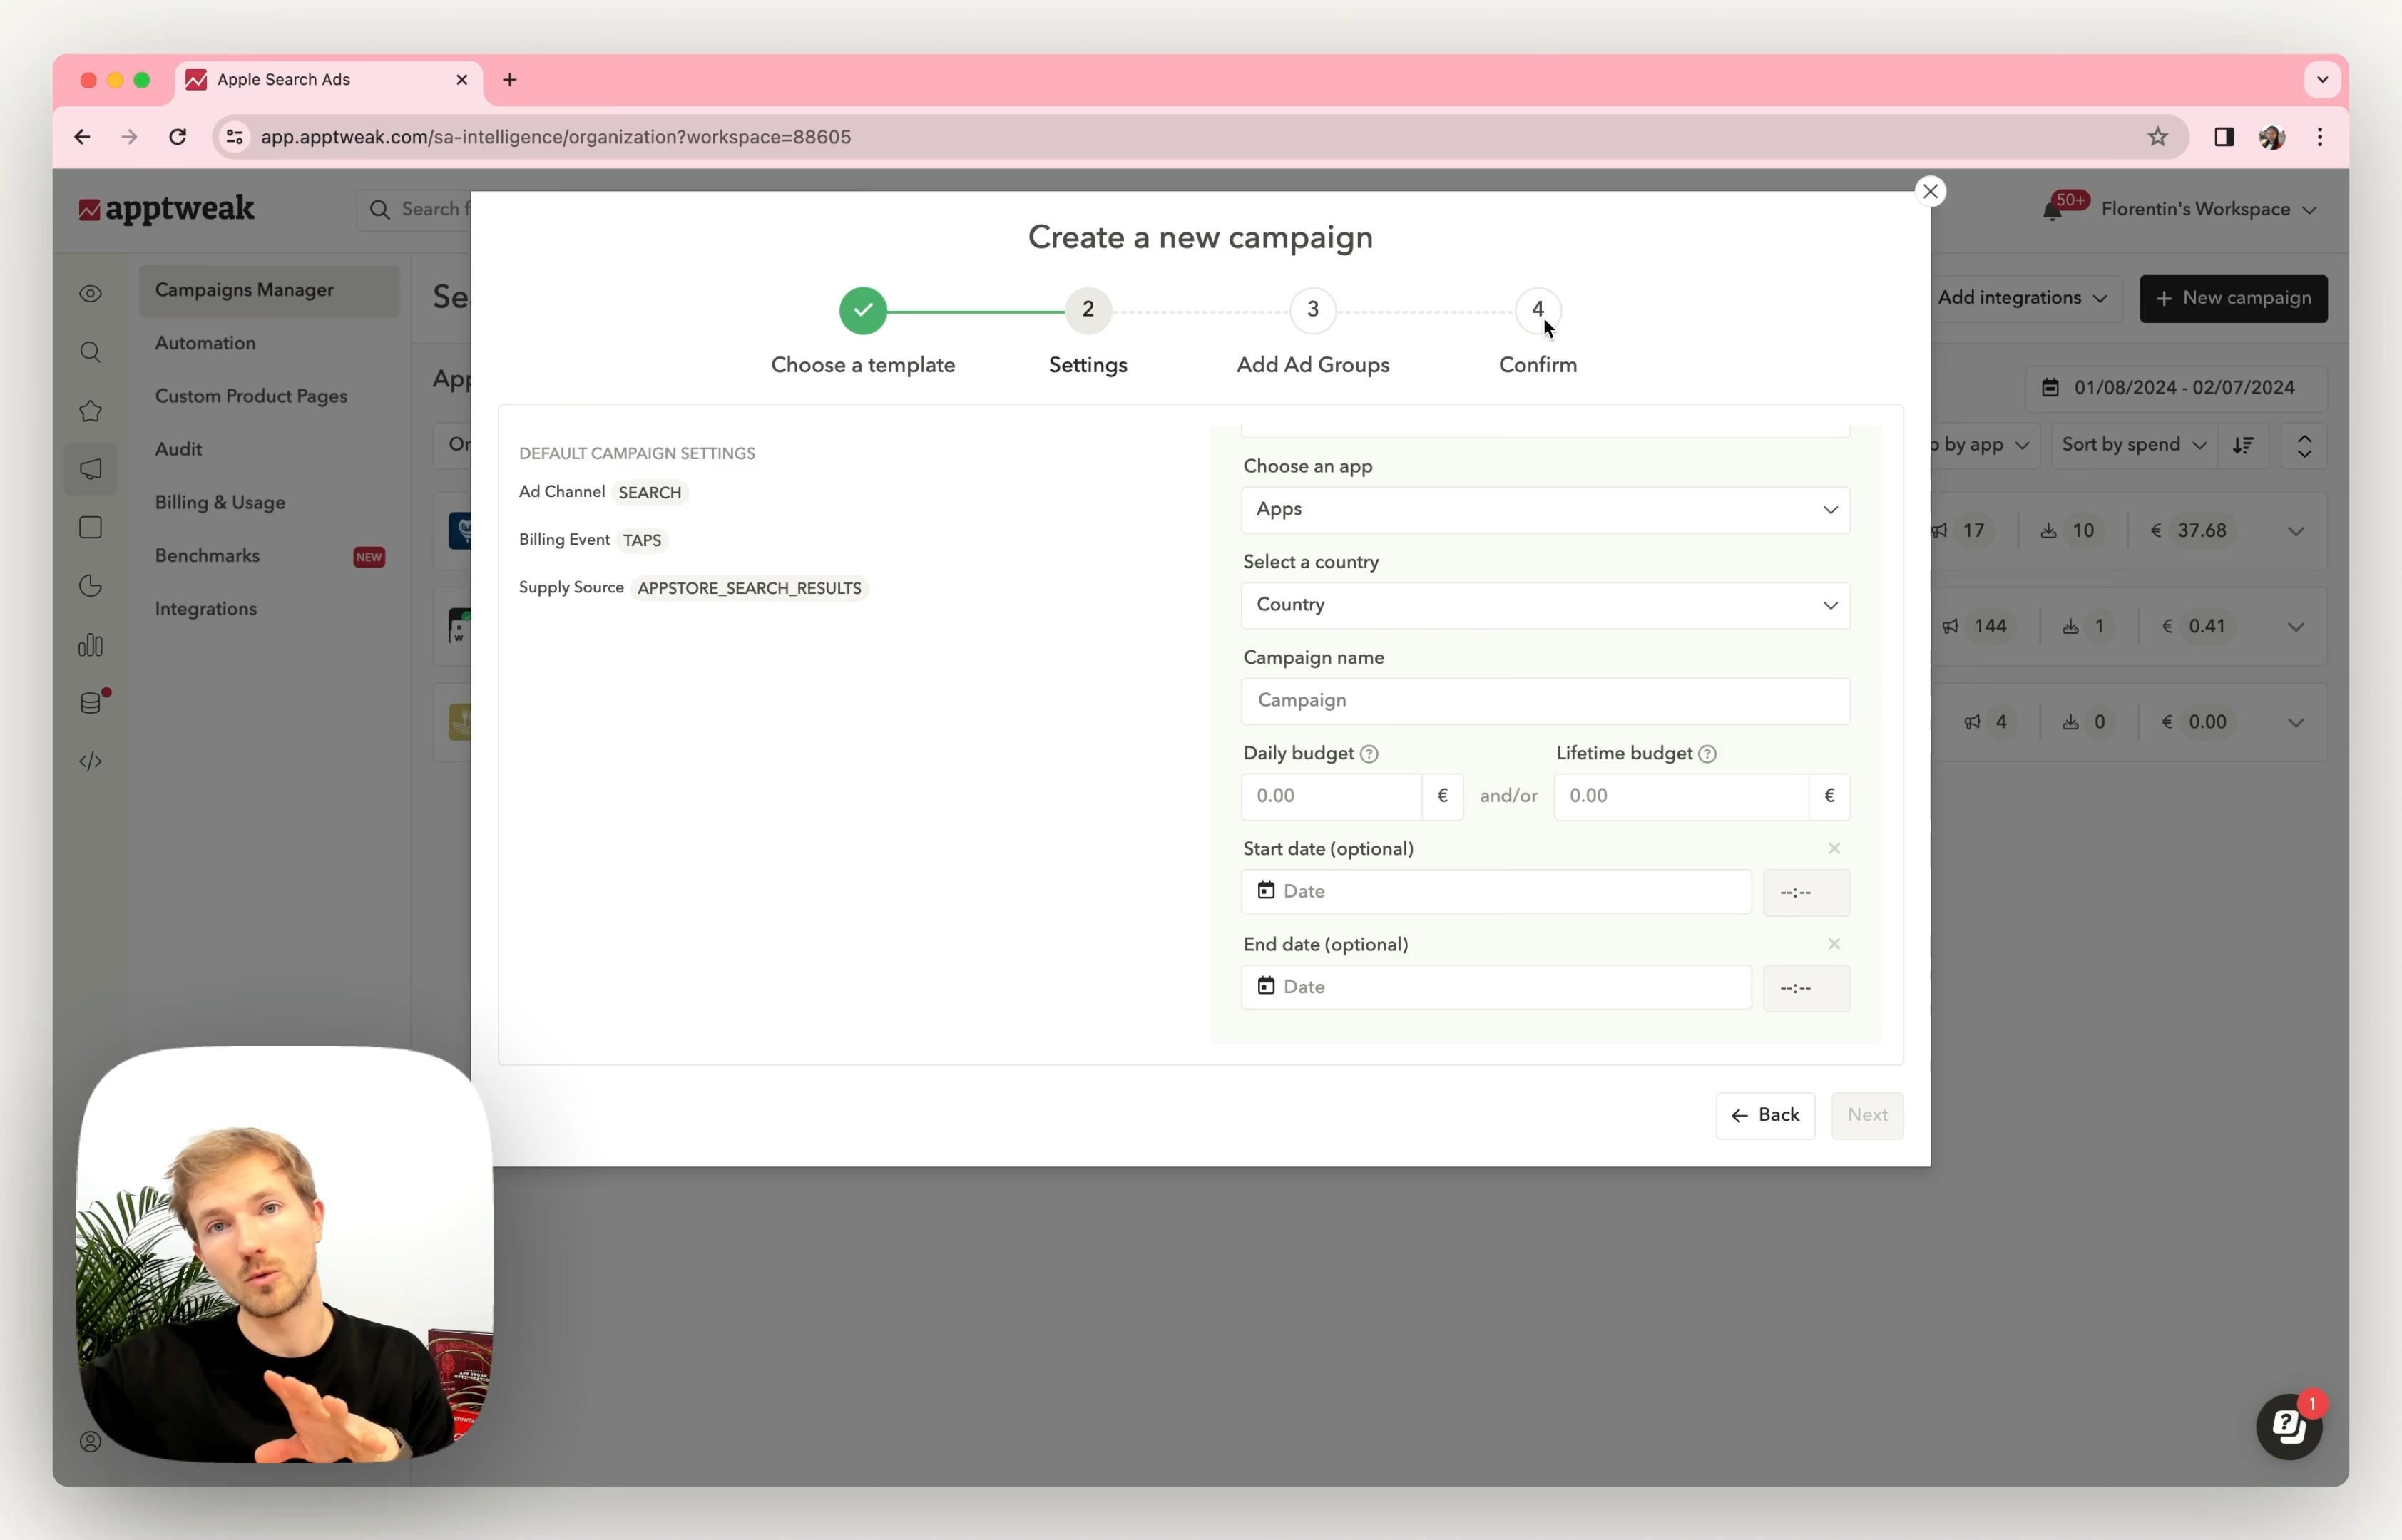 Apple Search Ads
app.apptweak.com/sa-intelligence/organization?workspace=88605
apptweak
Search f
50+
Florentin's Workspace
Create a new campaign
2
3
4
Choose a template
Settings
Add Ad Groups
Confirm
Campaigns Manager
Automation
Custom Product Pages
Audit
Billing & Usage
Benchmarks
NEW
Integrations
Sea
Add integrations
+ New campaign
App
01/08/2024 - 02/07/2024
Or
p by app
Sort by spend
17
10
€ 37.68
144
1
€ 0.41
4
0
€ 0.00
DEFAULT CAMPAIGN SETTINGS
Ad Channel SEARCH
Billing Event TAPS
Supply Source APPSTORE_SEARCH_RESULTS
Choose an app
Apps
Select a country
Country
Campaign name
Campaign
Daily budget ?
Lifetime budget ?
0.00 €
and/or
0.00 €
Start date (optional)
Date
--:--
End date (optional)
Date
--:--
Back
Next
1